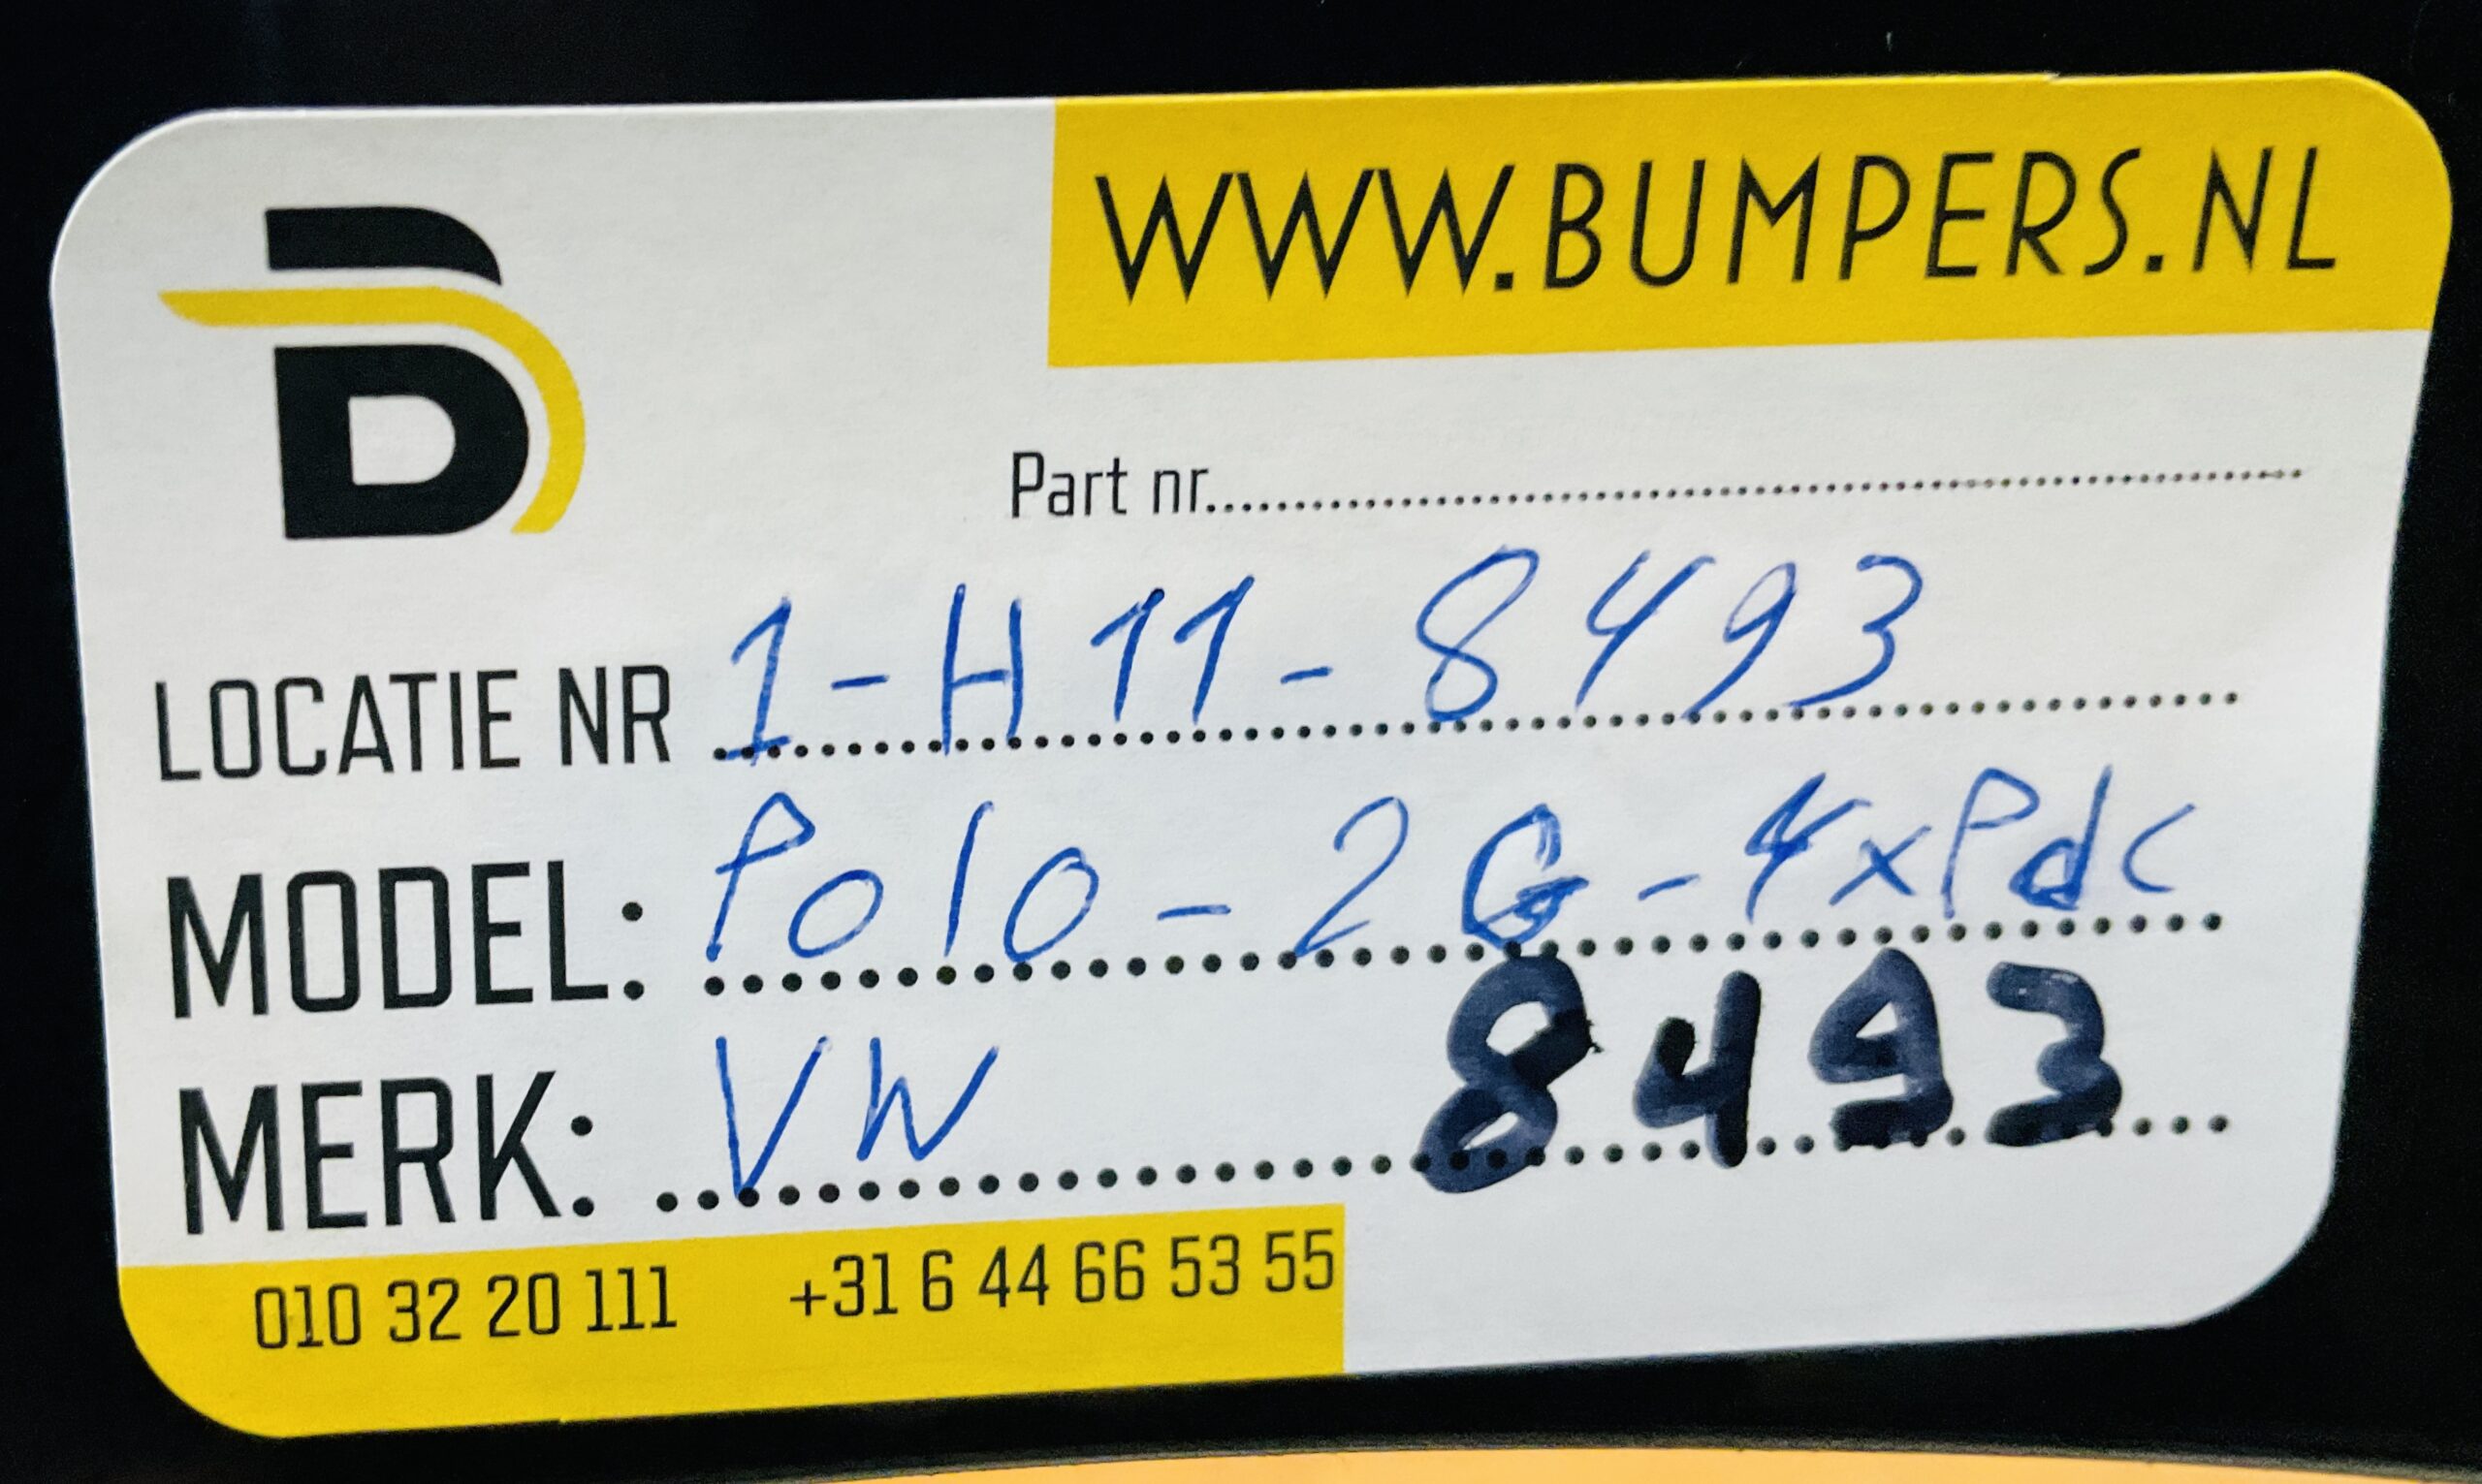 WWW.BUMPERS.NL
Part nr....................
LOCATIE NR 1-H11-8493
MODEL: Polo-2G-4xPdc
MERK: VW 8493
010 32 20 111 +31 6 44 66 53 55